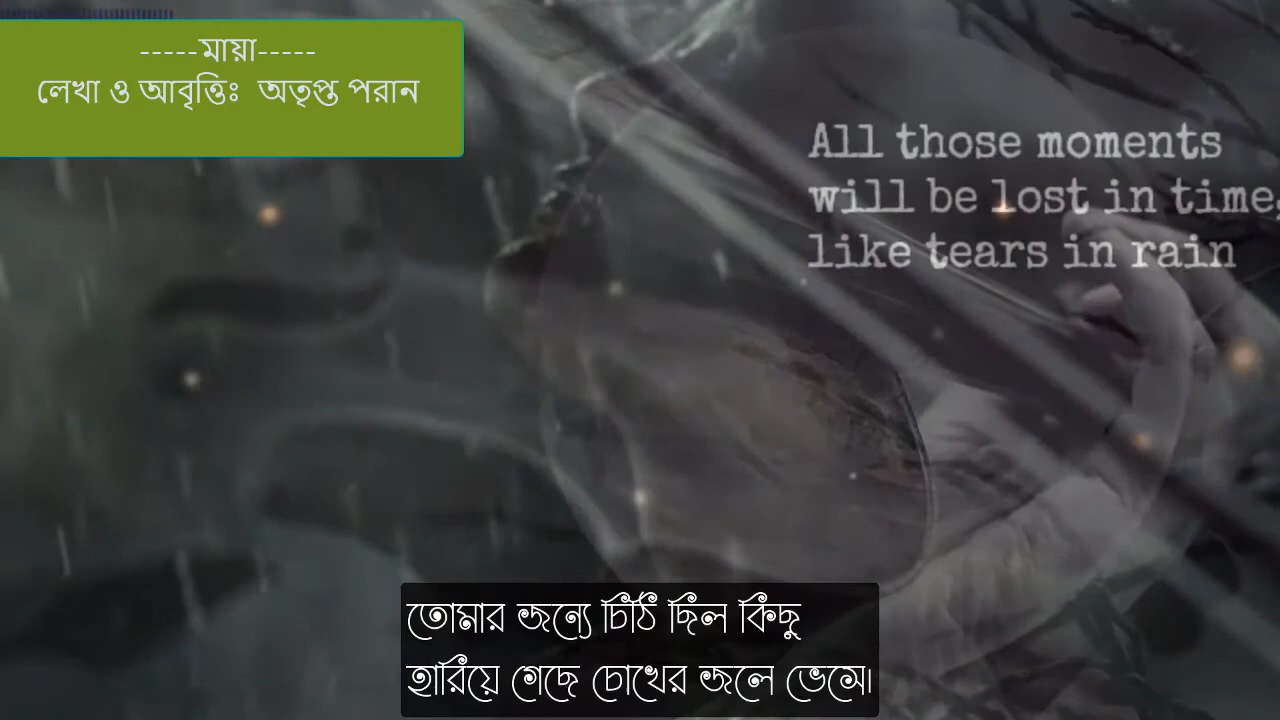 -----মায়া-----
লেখা ও আবৃত্তিঃ অতৃপ্ত পরান
All those moments
will be lost in time.
like tears in rain
তোমার জন্যে চিঠি ছিল কিছু
হারিয়ে গেছে চোখের জলে ভেসে।